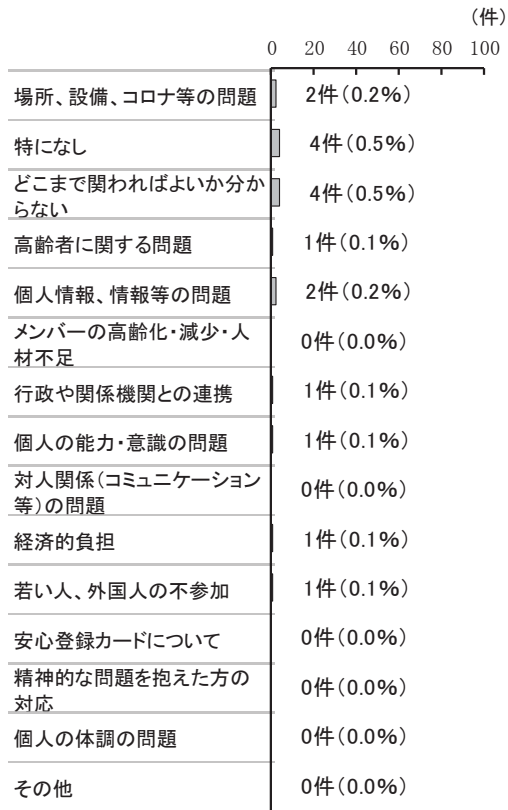 (件)
0 20 40 60 80 100
場所、設備、コロナ等の問題 2件(0.2%)
特になし 4件(0.5%)
どこまで関わればよいか分か
らない 4件(0.5%)
高齢者に関する問題 1件(0.1%)
個人情報、情報等の問題 2件(0.2%)
メンバーの高齢化・減少・人
材不足 0件(0.0%)
行政や関係機関との連携 1件(0.1%)
個人の能力・意識の問題 1件(0.1%)
対人関係(コミュニケーション
等)の問題 0件(0.0%)
経済的負担 1件(0.1%)
若い人、外国人の不参加 1件(0.1%)
安心登録カードについて 0件(0.0%)
精神的な問題を抱えた方の
対応 0件(0.0%)
個人の体調の問題 0件(0.0%)
その他 0件(0.0%)